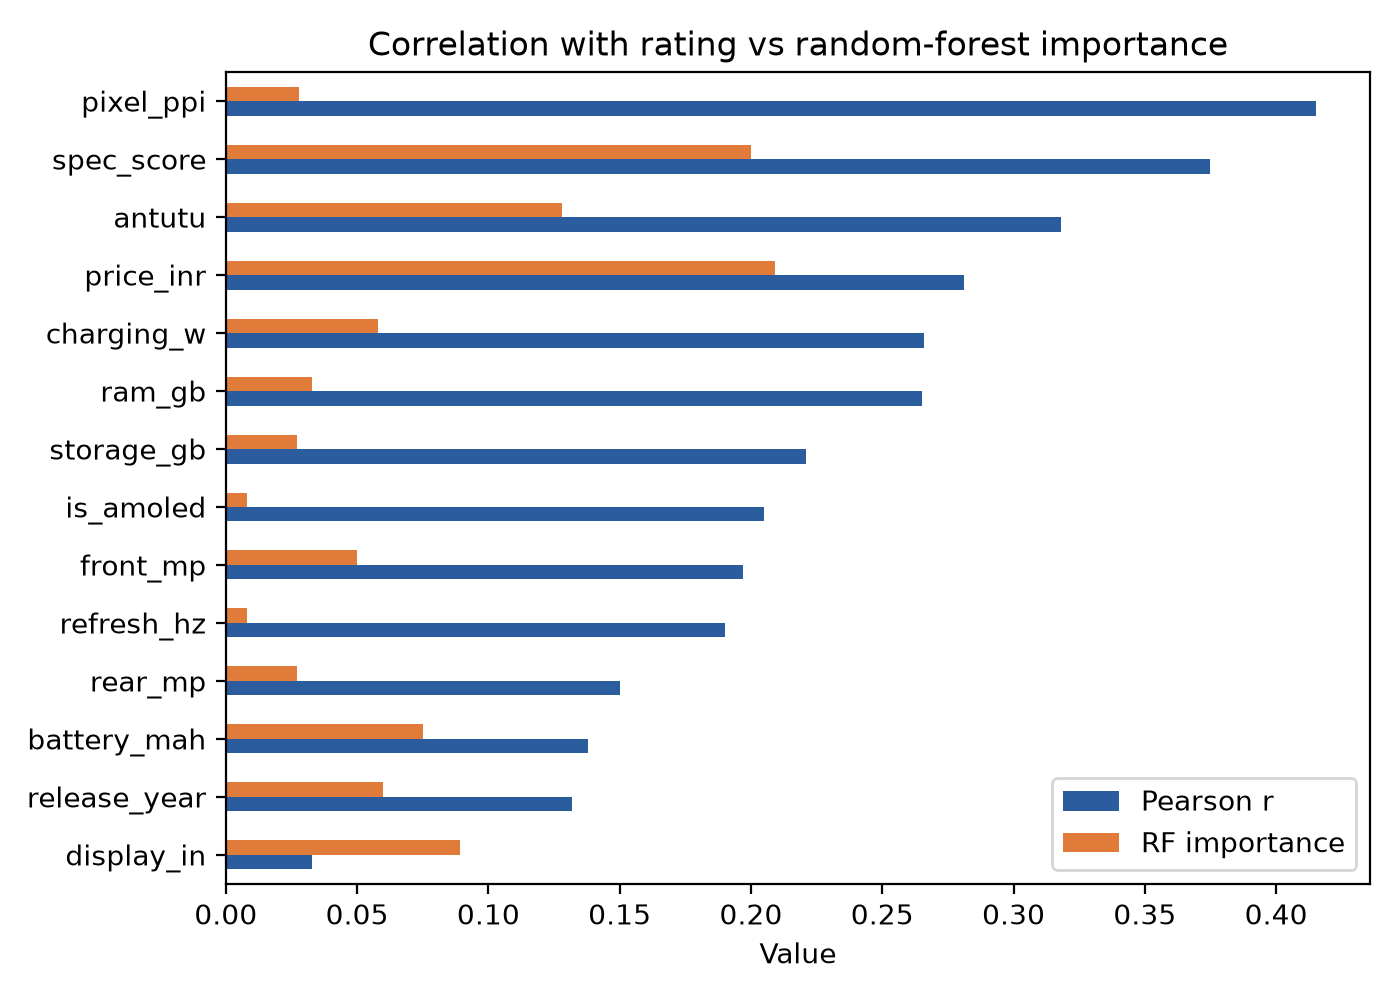 Correlation with rating vs random-forest importance
pixel_ppi
spec_score
antutu
price_inr
charging_w
ram_gb
storage_gb
is_amoled
front_mp
refresh_hz
rear_mp
battery_mah
release_year
display_in
Pearson r
RF importance
0.00 0.05 0.10 0.15 0.20 0.25 0.30 0.35 0.40
Value